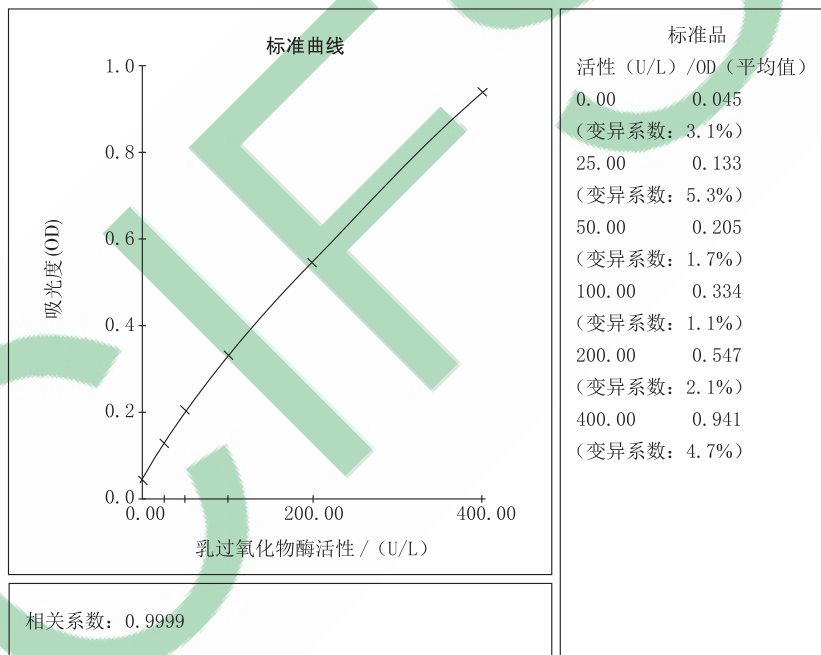 标准曲线
1.0
0.8
0.6
0.4
0.2
0.0
吸光度(OD)
0.00 200.00 400.00
乳过氧化物酶活性 /（U/L）
相关系数：0.9999
标准品
活性（U/L）/OD（平均值）
0.00 0.045
（变异系数：3.1%）
25.00 0.133
（变异系数：5.3%）
50.00 0.205
（变异系数：1.7%）
100.00 0.334
（变异系数：1.1%）
200.00 0.547
（变异系数：2.1%）
400.00 0.941
（变异系数：4.7%）